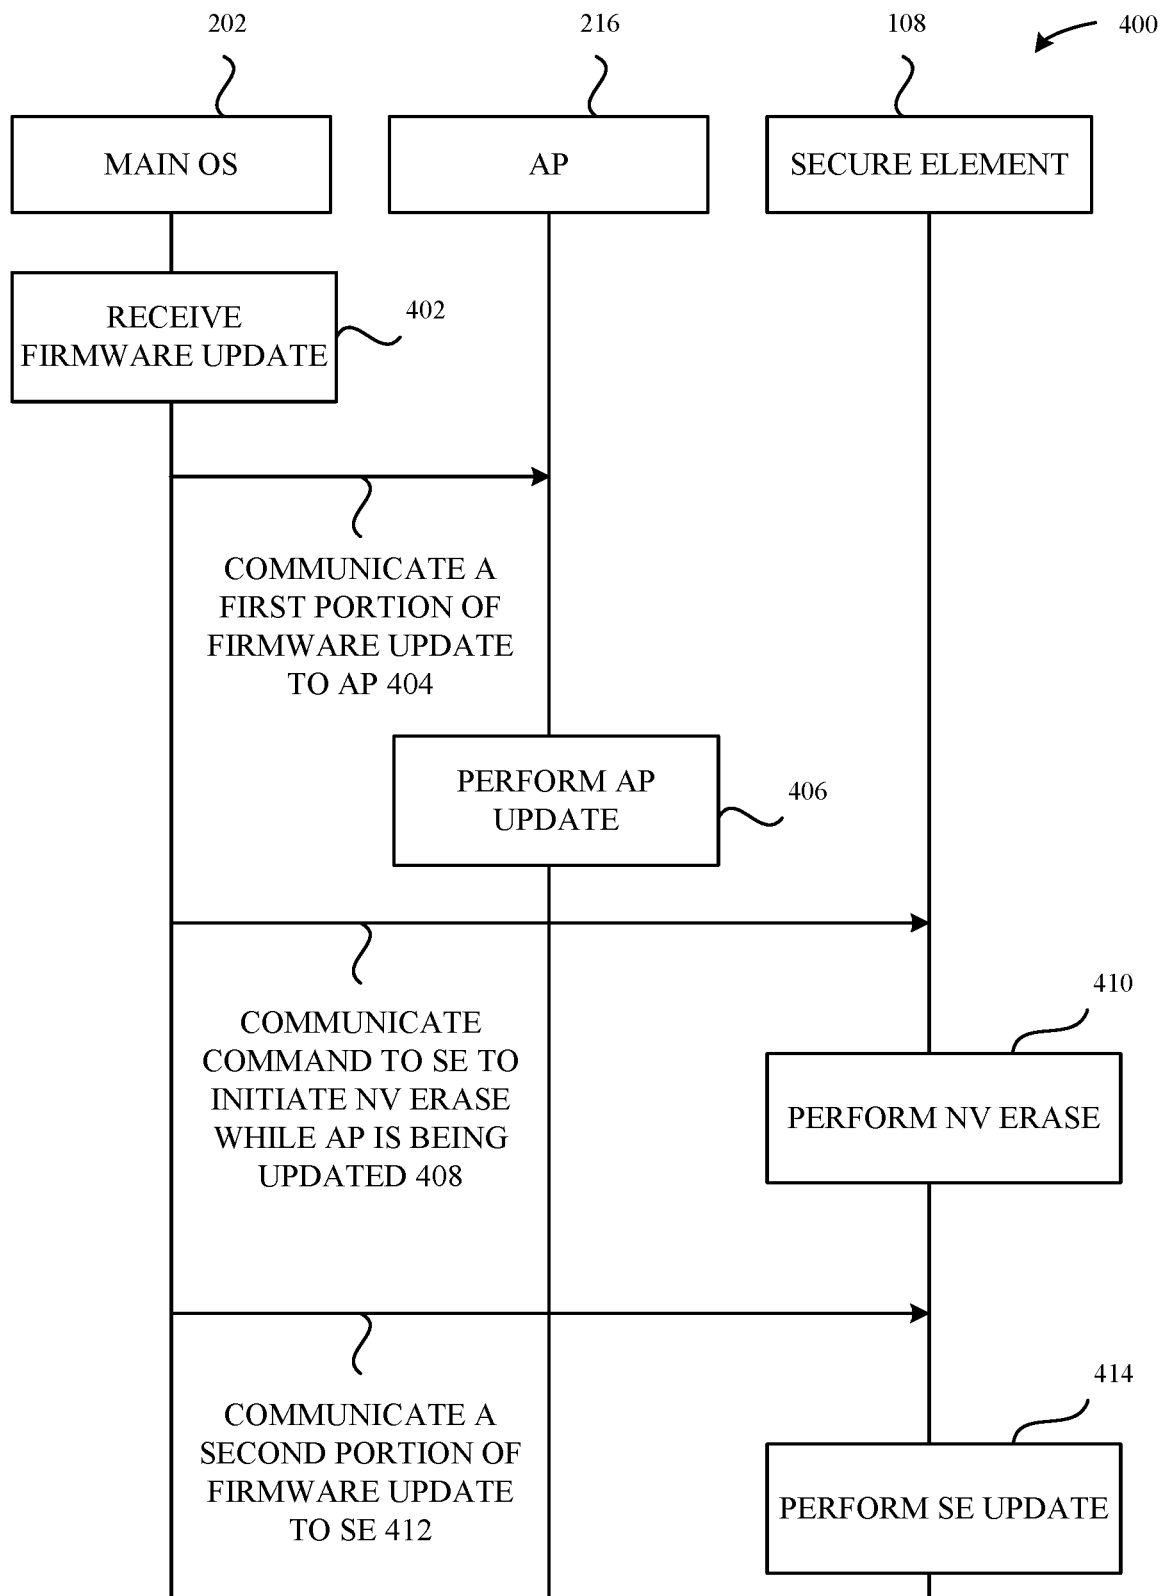 202
216
108
400
MAIN OS
AP
SECURE ELEMENT
RECEIVE
FIRMWARE UPDATE
402
COMMUNICATE A
FIRST PORTION OF
FIRMWARE UPDATE
TO AP 404
PERFORM AP
UPDATE
406
COMMUNICATE
COMMAND TO SE TO
INITIATE NV ERASE
WHILE AP IS BEING
UPDATED 408
410
PERFORM NV ERASE
COMMUNICATE A
SECOND PORTION OF
FIRMWARE UPDATE
TO SE 412
414
PERFORM SE UPDATE